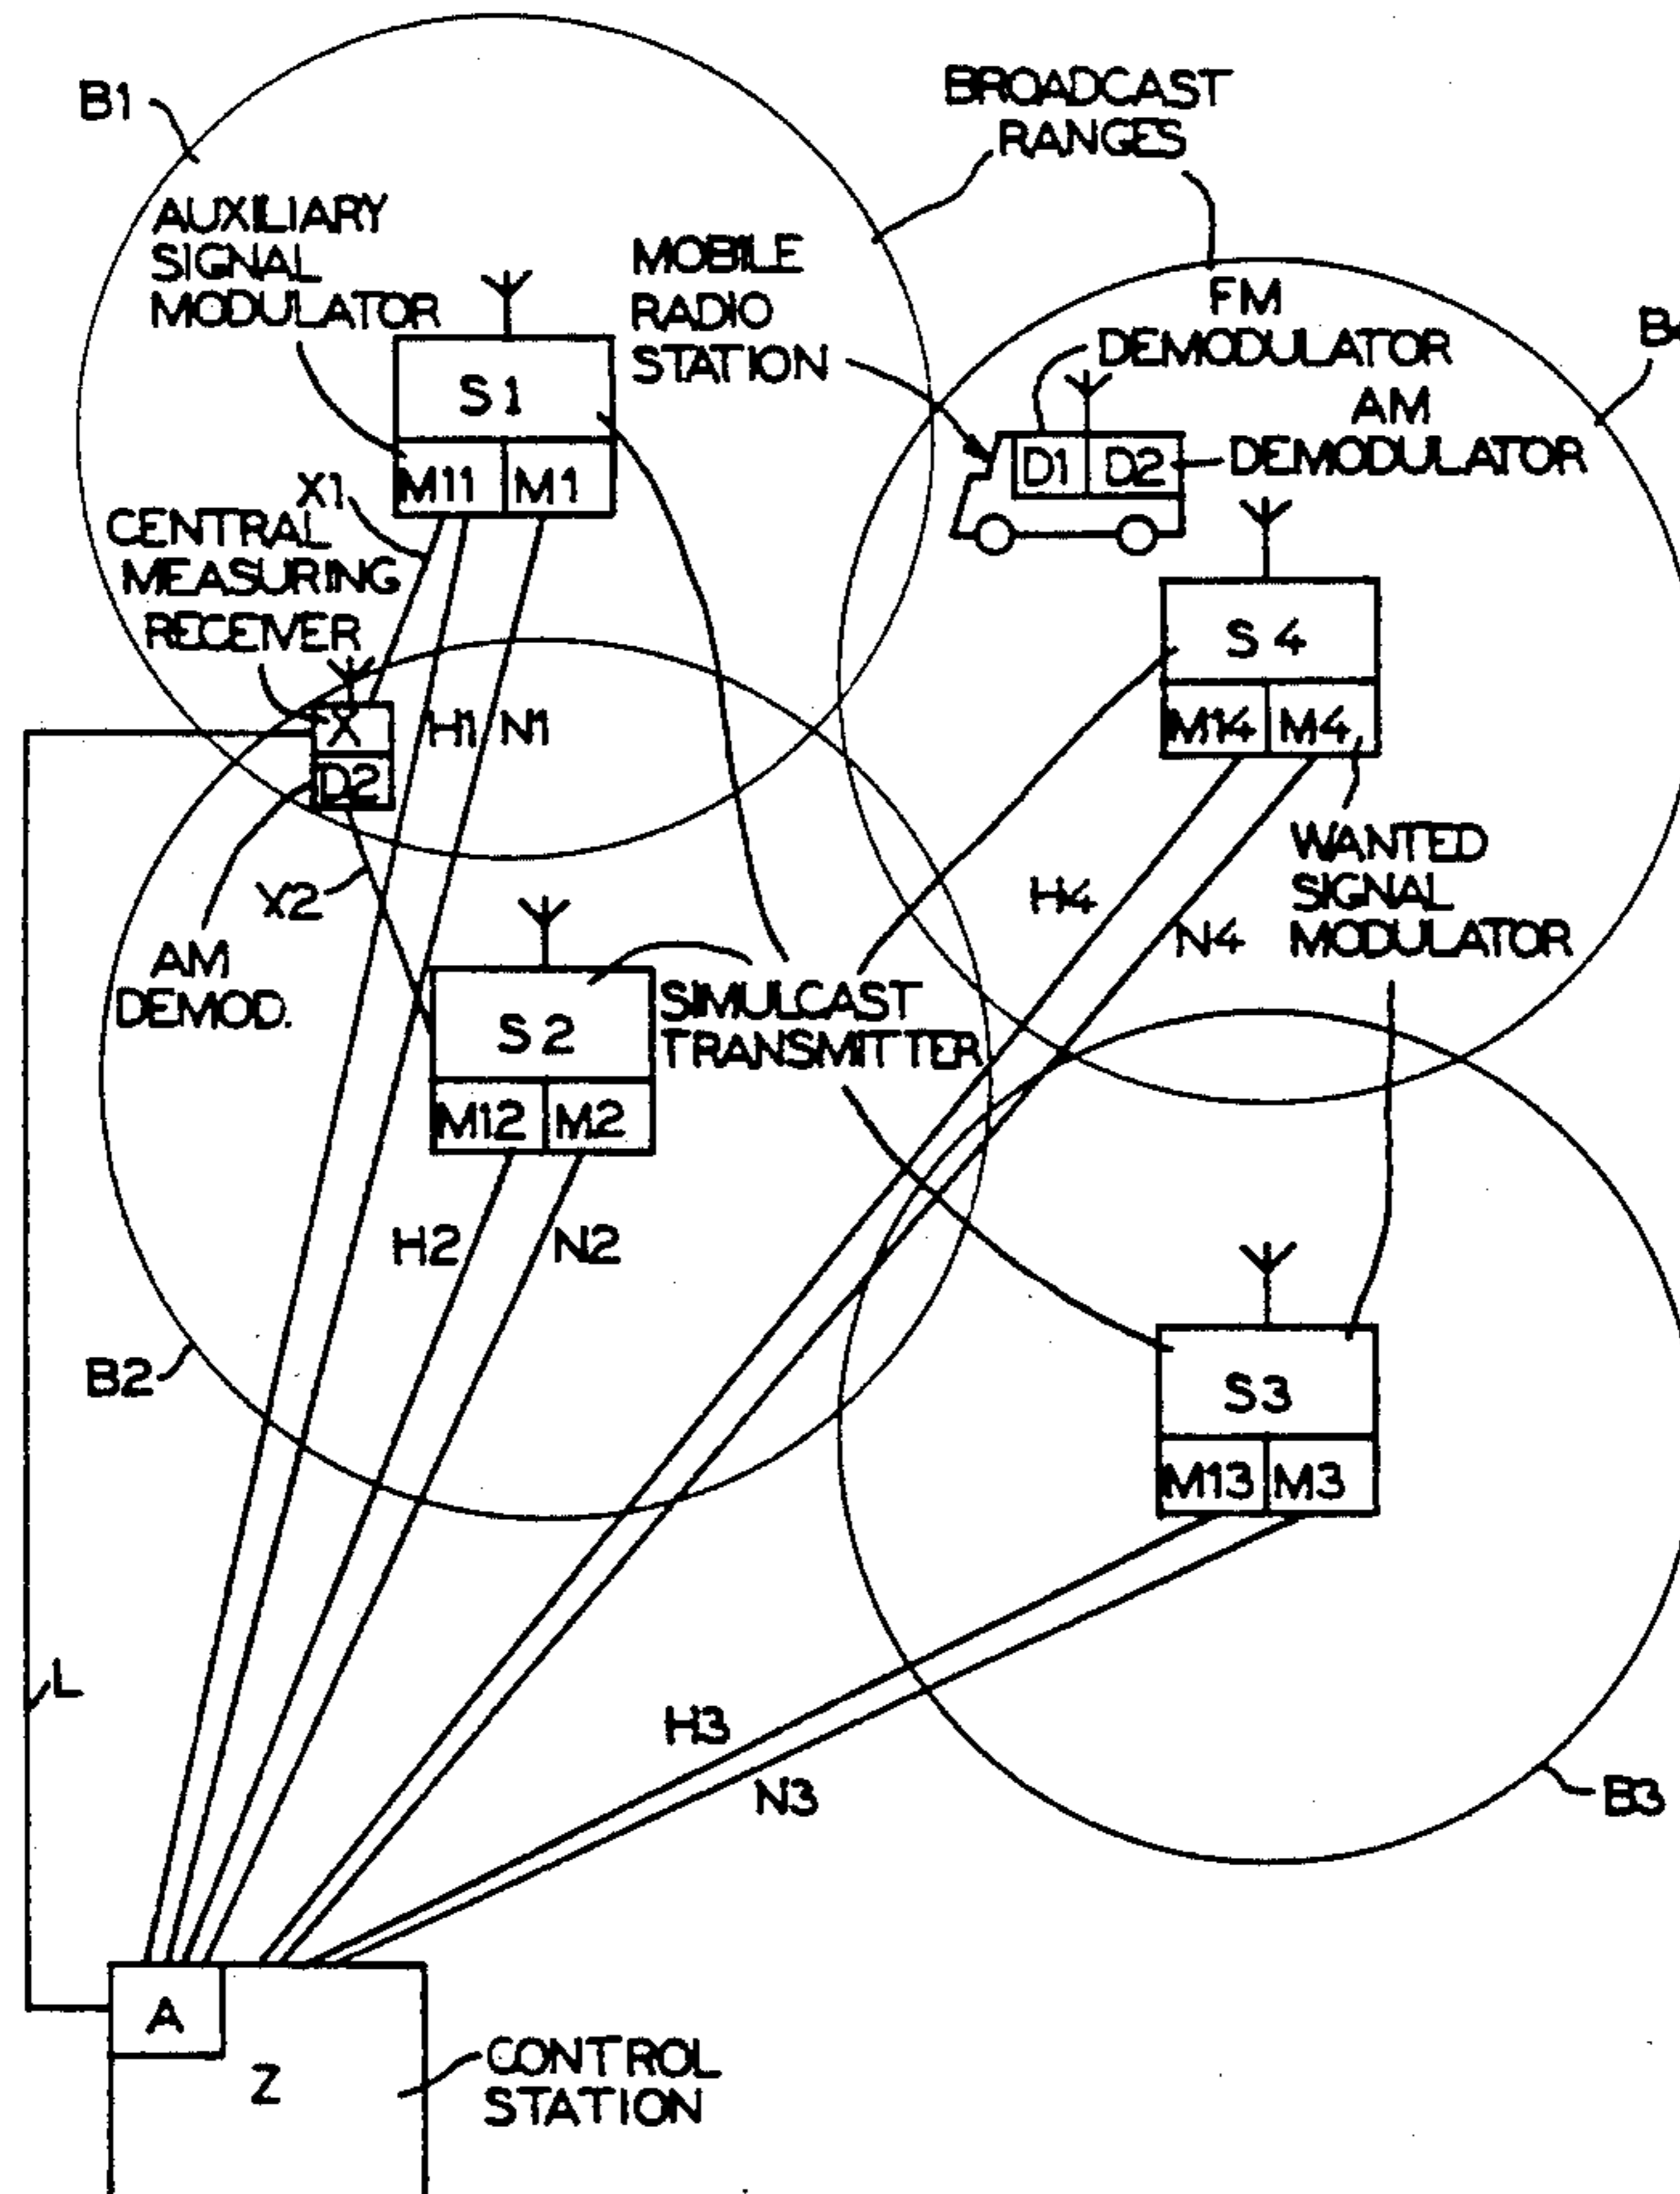 B1
BROADCAST
RANGES
AUXILIARY
SIGNAL
MODULATOR
MOBILE
RADIO
STATION
FM
DEMODULATOR
AM
DEMODULATOR
S1
M11 M1
D1 D2
X1
CENTRAL
MEASURING
RECEIVER
S4
M14 M4
X
D2
H1 N1
WANTED
SIGNAL
MODULATOR
H4
N4
X2
AM
DEMOD.
S2
M12 M2
SIMULCAST
TRANSMITTER
H2 N2
B2
S3
M13 M3
L
H3
N3
B3
A
Z
CONTROL
STATION